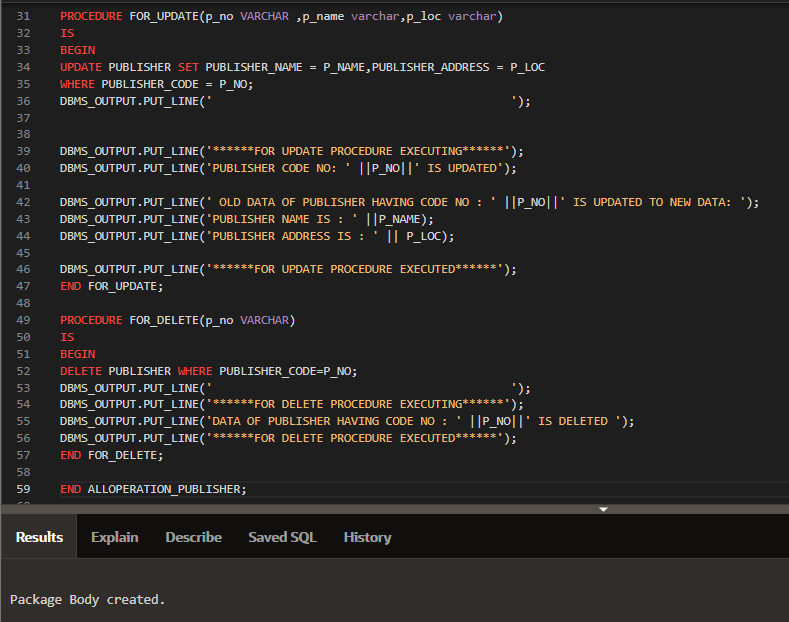 31 PROCEDURE FOR_UPDATE(p_no VARCHAR ,p_name varchar,p_loc varchar)
32 IS
33 BEGIN
34 UPDATE PUBLISHER SET PUBLISHER_NAME = P_NAME,PUBLISHER_ADDRESS = P_LOC
35 WHERE PUBLISHER_CODE = P_NO;
36 DBMS_OUTPUT.PUT_LINE('                                           ');
37
38
39 DBMS_OUTPUT.PUT_LINE('******FOR UPDATE PROCEDURE EXECUTING******');
40 DBMS_OUTPUT.PUT_LINE('PUBLISHER CODE NO: ' ||P_NO||' IS UPDATED');
41
42 DBMS_OUTPUT.PUT_LINE(' OLD DATA OF PUBLISHER HAVING CODE NO : ' ||P_NO||' IS UPDATED TO NEW DATA: ');
43 DBMS_OUTPUT.PUT_LINE('PUBLISHER NAME IS : ' ||P_NAME);
44 DBMS_OUTPUT.PUT_LINE('PUBLISHER ADDRESS IS : ' || P_LOC);
45
46 DBMS_OUTPUT.PUT_LINE('******FOR UPDATE PROCEDURE EXECUTED******');
47 END FOR_UPDATE;
48
49 PROCEDURE FOR_DELETE(p_no VARCHAR)
50 IS
51 BEGIN
52 DELETE PUBLISHER WHERE PUBLISHER_CODE=P_NO;
53 DBMS_OUTPUT.PUT_LINE('                                           ');
54 DBMS_OUTPUT.PUT_LINE('******FOR DELETE PROCEDURE EXECUTING******');
55 DBMS_OUTPUT.PUT_LINE('DATA OF PUBLISHER HAVING CODE NO : ' ||P_NO||' IS DELETED ');
56 DBMS_OUTPUT.PUT_LINE('******FOR DELETE PROCEDURE EXECUTED******');
57 END FOR_DELETE;
58
59 END ALLOPERATION_PUBLISHER;
Results Explain Describe Saved SQL History
Package Body created.